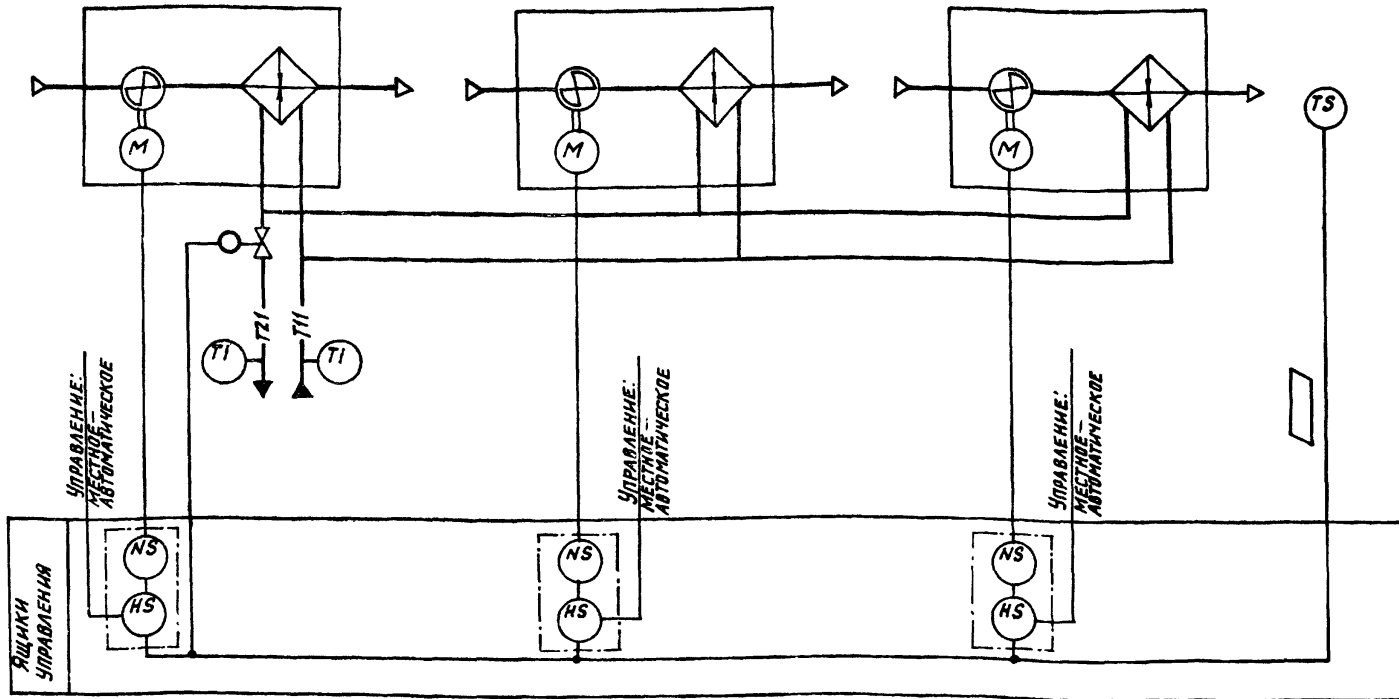 TS
M
M
M
T21
T11
Ti
Ti
УПРАВЛЕНИЕ:
МЕСТНОЕ-
АВТОМАТИЧЕСКОЕ
УПРАВЛЕНИЕ:
МЕСТНОЕ-
АВТОМАТИЧЕСКОЕ
УПРАВЛЕНИЕ:
МЕСТНОЕ-
АВТОМАТИЧЕСКОЕ
ЯЩИКИ
УПРАВЛЕНИЯ
NS
NS
NS
HS
HS
HS